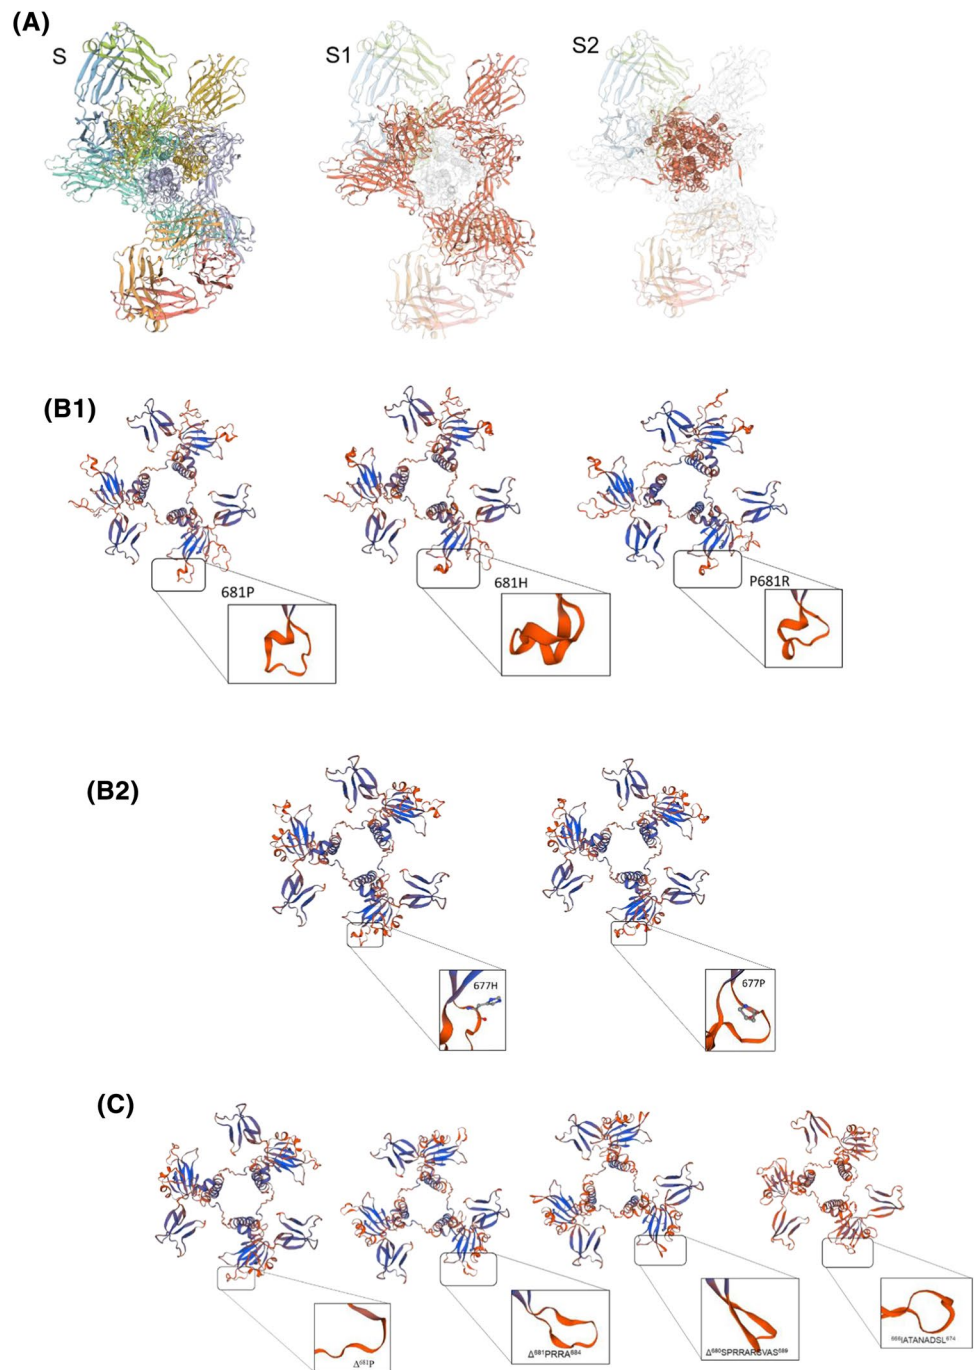 (A)
S
S1
S2
(B1)
681P
681H
P681R
(B2)
677H
677P
(C)
Δ⁶⁸¹P
Δ⁶⁸¹PRRA⁶⁸⁴
Δ⁶⁸⁰SPRRARSVAS⁶⁸⁹
⁶⁶⁶IATANADSL⁶⁷⁴